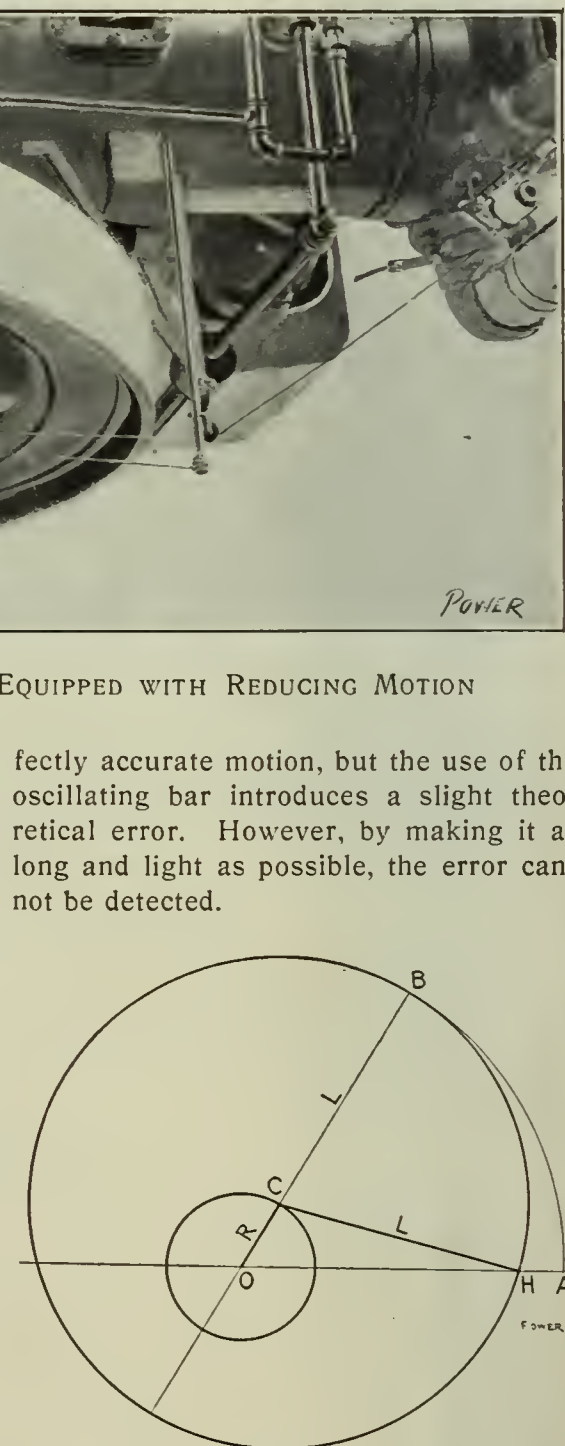 POWER
EQUIPPED WITH REDUCING MOTION
fectly accurate motion, but the use of th
oscillating bar introduces a slight theo
retical error. However, by making it a
long and light as possible, the error can
not be detected.
B
L
C
L
R
O
H A
POWER